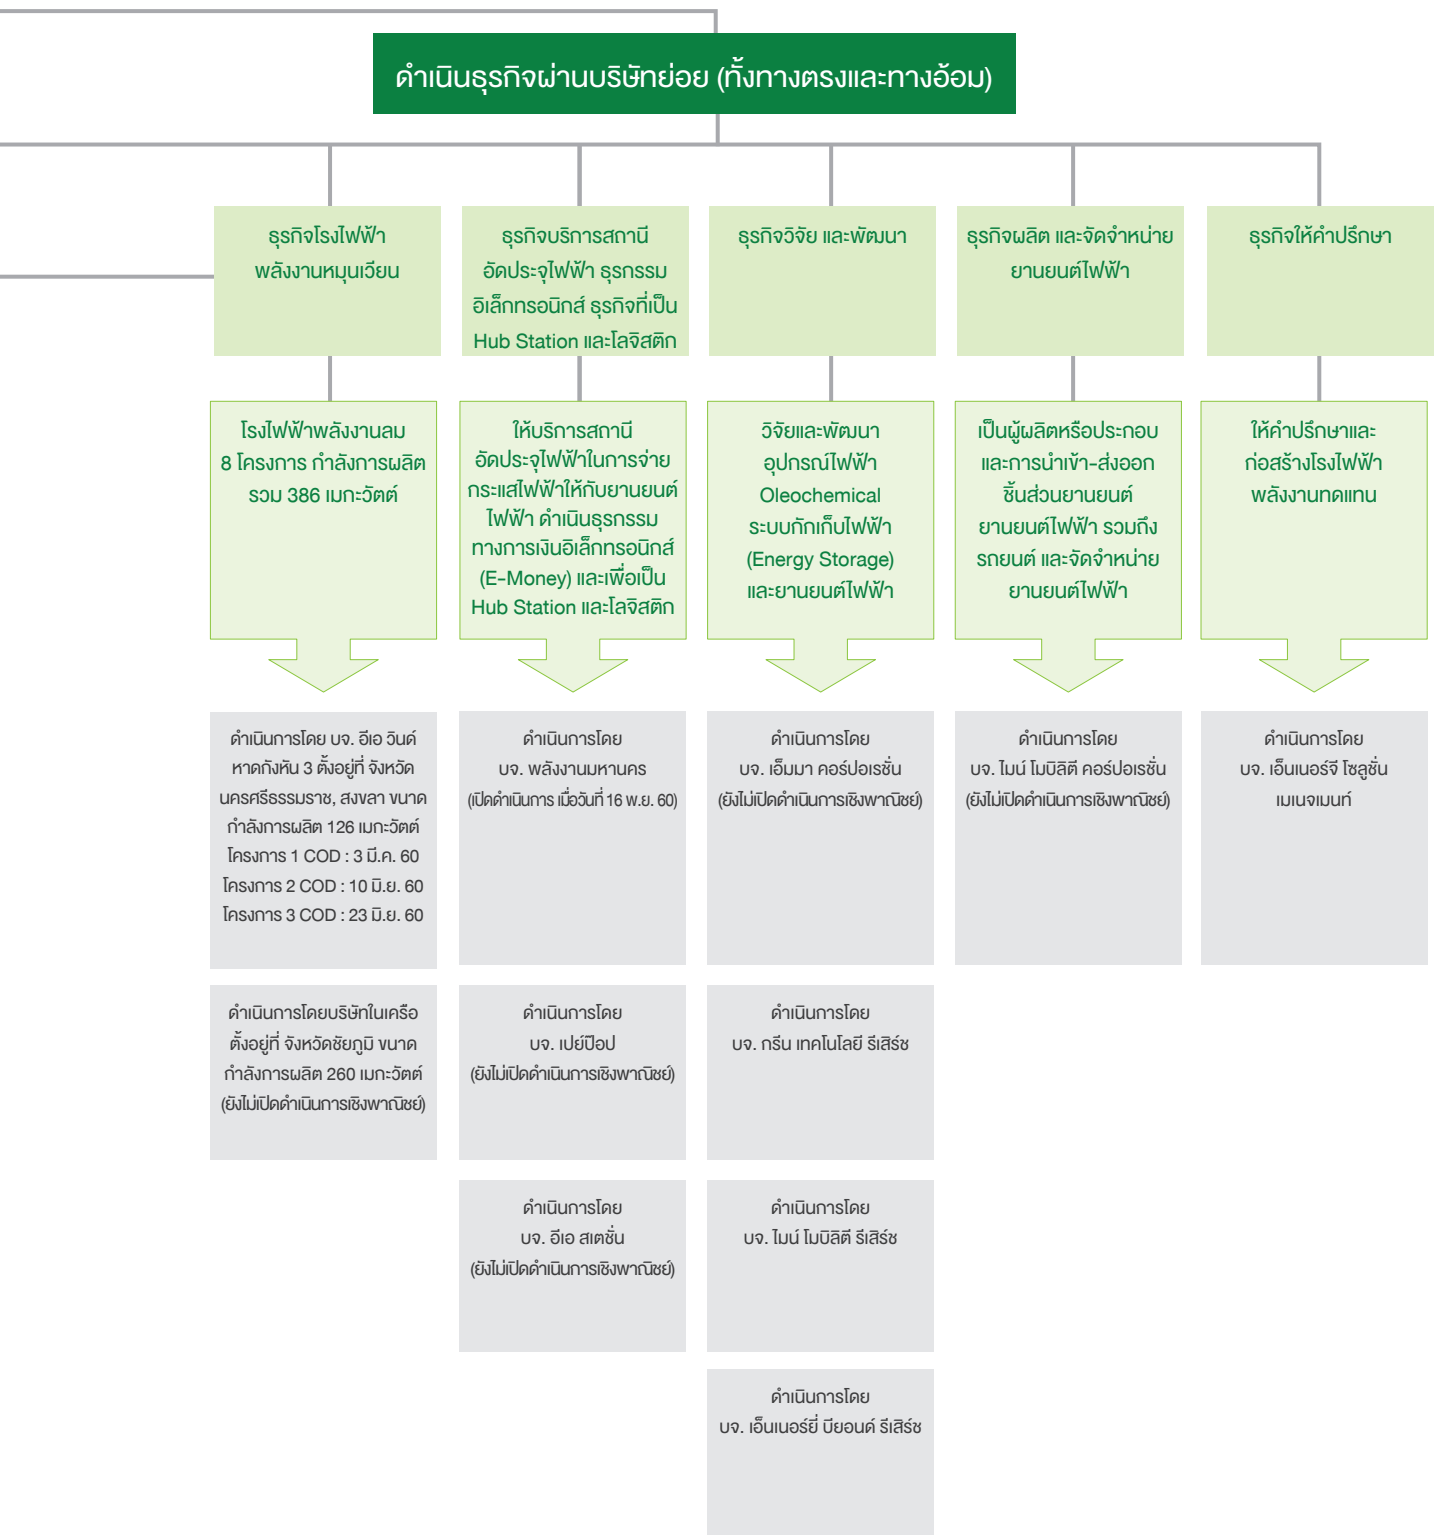 ดำเนินธุรกิจผ่านบริษัทย่อย (ทั้งทางตรงและทางอ้อม)
ธุรกิจโรงไฟฟ้า
พลังงานหมุนเวียน
ธุรกิจบริการสถานี
อัดประจุไฟฟ้า ธุรกรรม
อิเล็กทรอนิกส์ ธุรกิจที่เป็น
Hub Station และโลจิสติก
ธุรกิจวิจัย และพัฒนา
ธุรกิจผลิต และจัดจำหน่าย
ยานยนต์ไฟฟ้า
ธุรกิจให้คำปรึกษา
โรงไฟฟ้าพลังงานลม
8 โครงการ กำลังการผลิต
รวม 386 เมกะวัตต์
ให้บริการสถานี
อัดประจุไฟฟ้าในการจ่าย
กระแสไฟฟ้าให้กับยานยนต์
ไฟฟ้า ดำเนินธุรกรรม
ทางการเงินอิเล็กทรอนิกส์
(E-Money) และเพื่อเป็น
Hub Station และโลจิสติก
วิจัยและพัฒนา
อุปกรณ์ไฟฟ้า
Oleochemical
ระบบกักเก็บไฟฟ้า
(Energy Storage)
และยานยนต์ไฟฟ้า
เป็นผู้ผลิตหรือประกอบ
และการนำเข้า-ส่งออก
ชิ้นส่วนยานยนต์
ยานยนต์ไฟฟ้า รวมถึง
รถยนต์ และจัดจำหน่าย
ยานยนต์ไฟฟ้า
ให้คำปรึกษาและ
ก่อสร้างโรงไฟฟ้า
พลังงานทดแทน
ดำเนินการโดย บจ. อีเอ วินด์
หาดกังหัน 3 ตั้งอยู่ที่ จังหวัด
นครศรีธรรมราช, สงขลา ขนาด
กำลังการผลิต 126 เมกะวัตต์
โครงการ 1 COD : 3 มี.ค. 60
โครงการ 2 COD : 10 มิ.ย. 60
โครงการ 3 COD : 23 มิ.ย. 60
ดำเนินการโดย
บจ. พลังงานมหานคร
(เปิดดำเนินการ เมื่อวันที่ 16 พ.ย. 60)
ดำเนินการโดย
บจ. เอ็มมา คอร์ปอเรชั่น
(ยังไม่เปิดดำเนินการเชิงพาณิชย์)
ดำเนินการโดย
บจ. ไมน์ โมบิลิตี คอร์ปอเรชั่น
(ยังไม่เปิดดำเนินการเชิงพาณิชย์)
ดำเนินการโดย
บจ. เอ็นเนอร์จี โซลูชั่น
เมเนจเมนท์
ดำเนินการโดยบริษัทในเครือ
ตั้งอยู่ที่ จังหวัดชัยภูมิ ขนาด
กำลังการผลิต 260 เมกะวัตต์
(ยังไม่เปิดดำเนินการเชิงพาณิชย์)
ดำเนินการโดย
บจ. เปย์ป๊อป
(ยังไม่เปิดดำเนินการเชิงพาณิชย์)
ดำเนินการโดย
บจ. กรีน เทคโนโลยี รีเสิร์ช
ดำเนินการโดย
บจ. อีเอ สเตชั่น
(ยังไม่เปิดดำเนินการเชิงพาณิชย์)
ดำเนินการโดย
บจ. ไมน์ โมบิลิตี รีเสิร์ช
ดำเนินการโดย
บจ. เอ็นเนอร์ยี่ บียอนด์ รีเสิร์ช